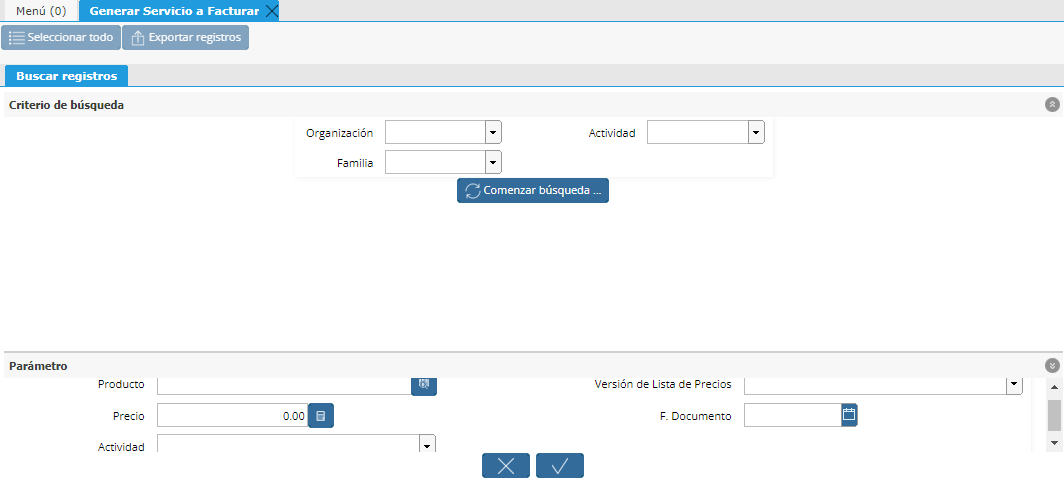 Menú (0) Generar Servicio a Facturar
Seleccionar todo Exportar registros
Buscar registros
Criterio de búsqueda
Organización Actividad
Familia
Comenzar búsqueda ...
Parámetro
Producto Versión de Lista de Precios
Precio 0.00 F. Documento
Actividad